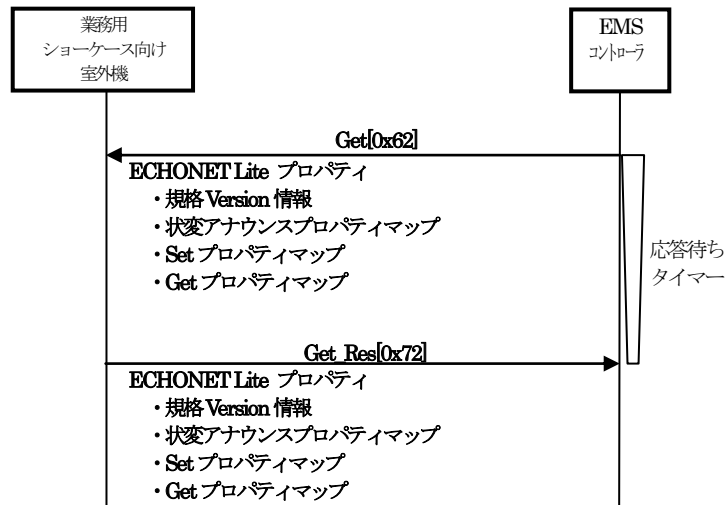 業務用
ショーケース向け
室外機
EMS
コントローラ
Get[0x62]
ECHONET Lite プロパティ
・規格 Version 情報
・状変アナウンスプロパティマップ
・Set プロパティマップ
・Get プロパティマップ
応答待ち
タイマー
Get_Res[0x72]
ECHONET Lite プロパティ
・規格 Version 情報
・状変アナウンスプロパティマップ
・Set プロパティマップ
・Get プロパティマップ